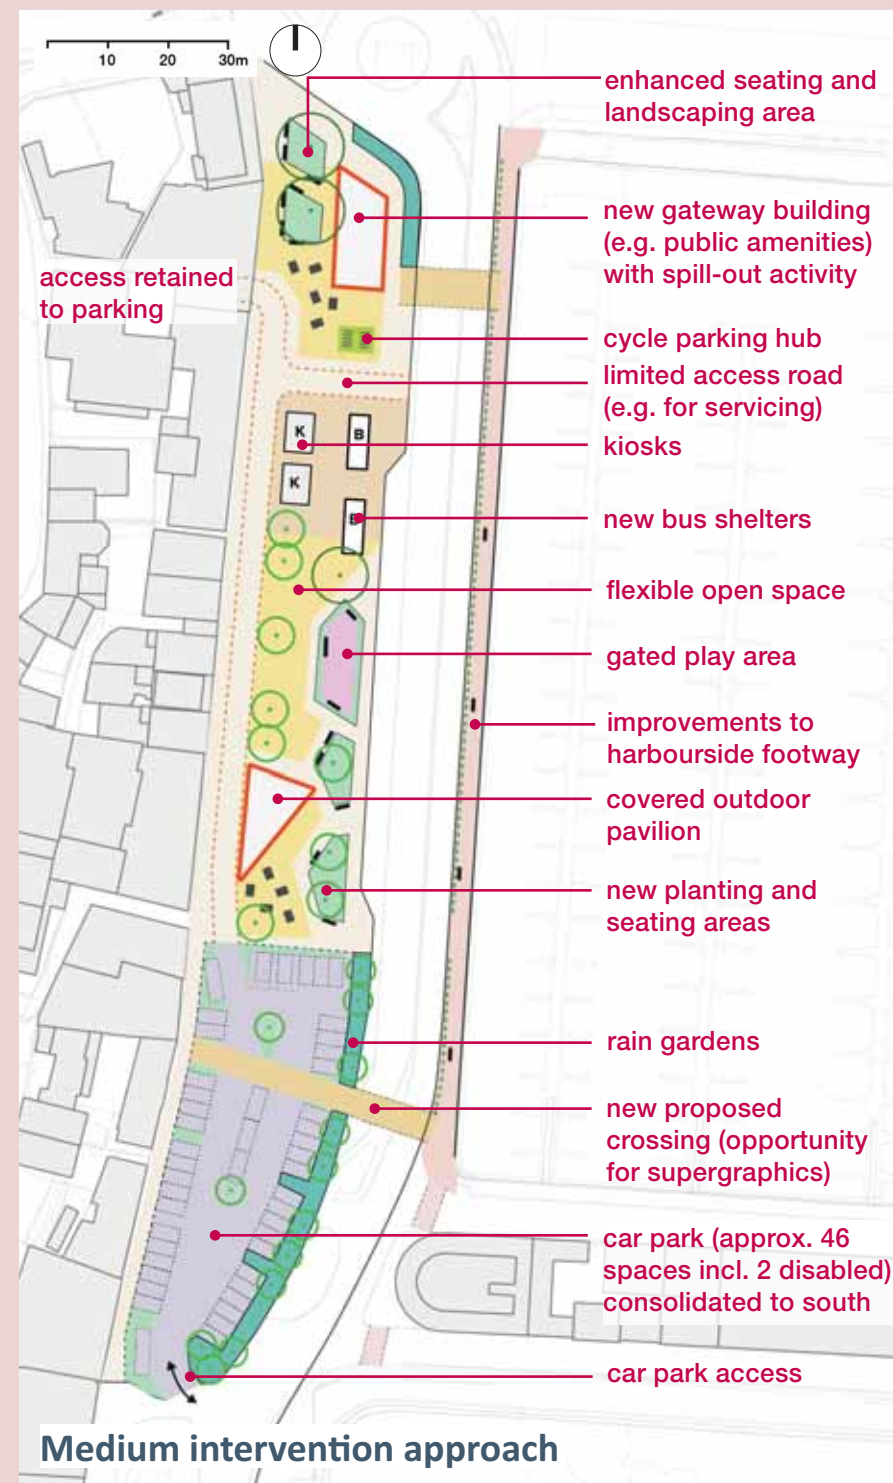 10 20 30m
enhanced seating and
landscaping area
new gateway building
(e.g. public amenities)
with spill-out activity
access retained
to parking
cycle parking hub
limited access road
(e.g. for servicing)
kiosks
K
B
K
B
new bus shelters
flexible open space
gated play area
improvements to
harbourside footway
covered outdoor
pavilion
new planting and
seating areas
rain gardens
new proposed
crossing (opportunity
for supergraphics)
car park (approx. 46
spaces incl. 2 disabled)
consolidated to south
car park access
Medium intervention approach